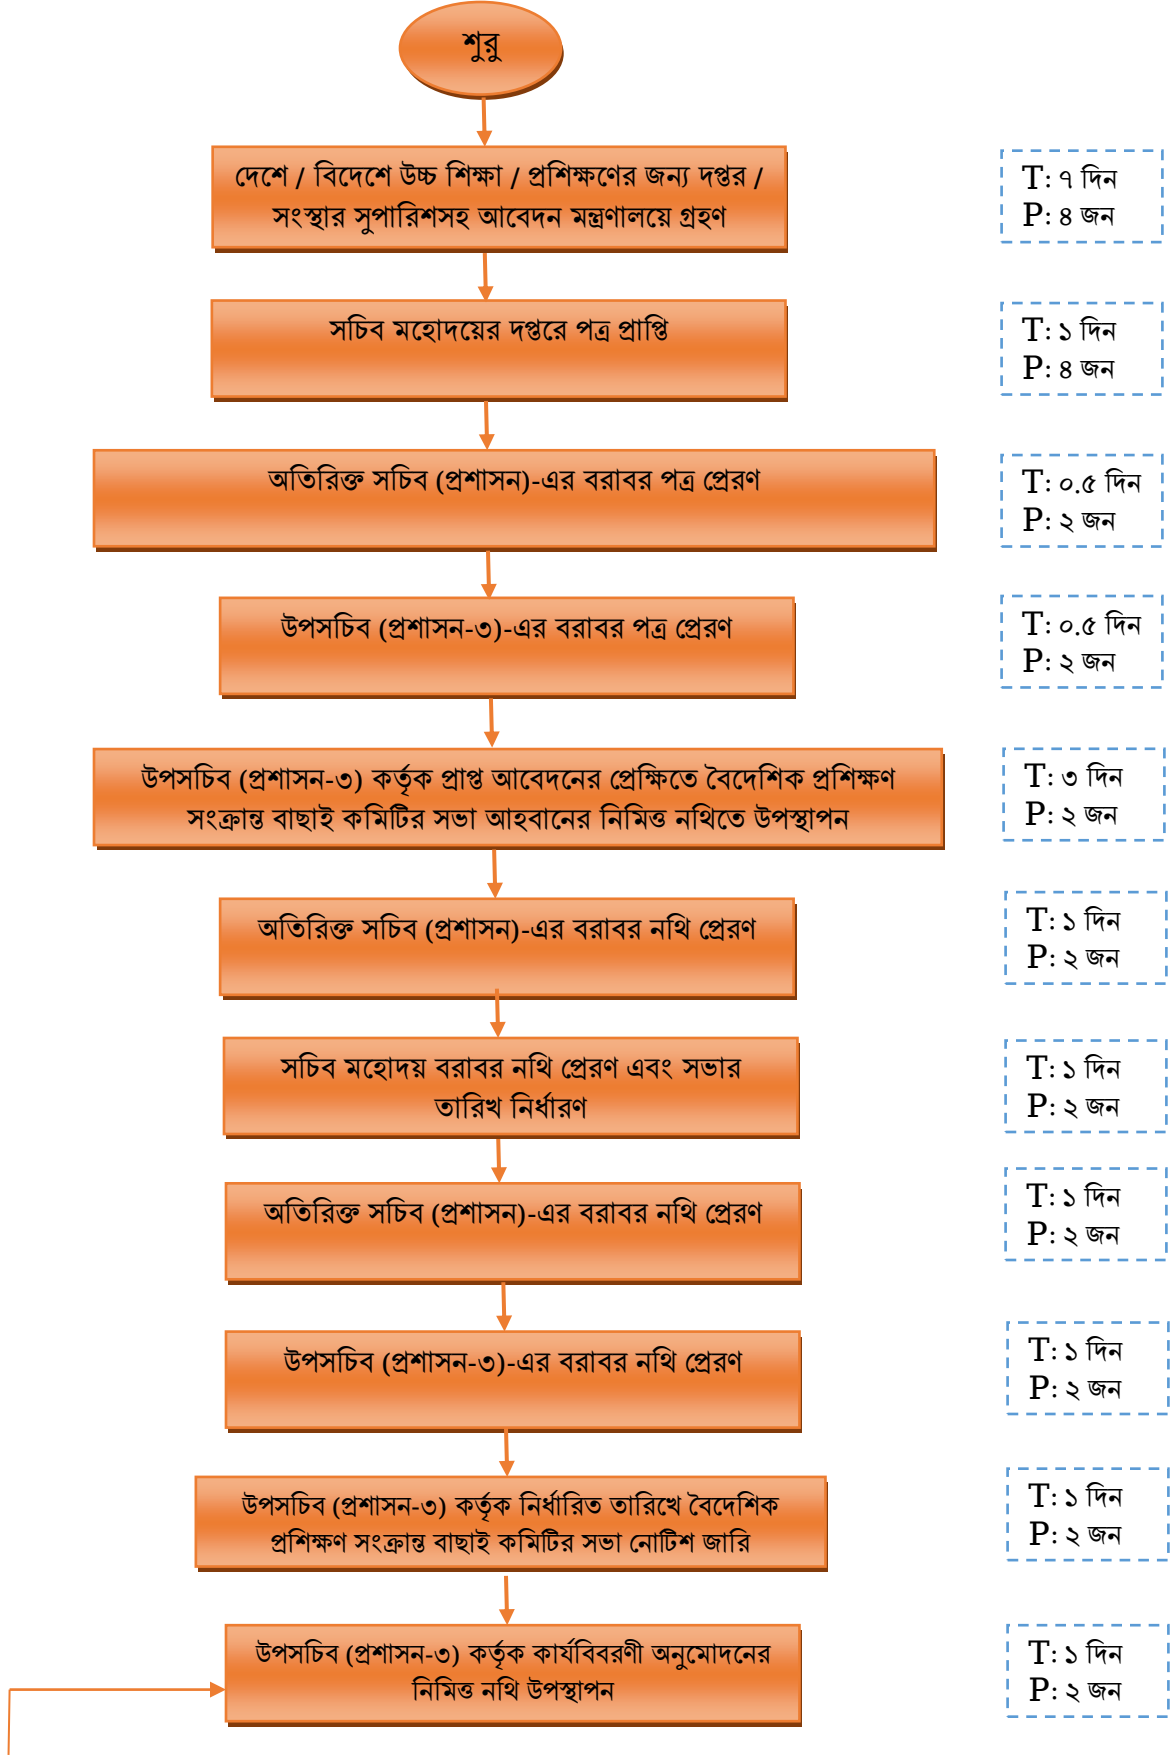 শুরু
দেশে / বিদেশে উচ্চ শিক্ষা / প্রশিক্ষণের জন্য দপ্তর /
সংস্থার সুপারিশসহ আবেদন মন্ত্রণালয়ে গ্রহণ
T: ৭ দিন
P: ৪ জন
সচিব মহোদয়ের দপ্তরে পত্র প্রাপ্তি
T: ১ দিন
P: ৪ জন
অতিরিক্ত সচিব (প্রশাসন)-এর বরাবর পত্র প্রেরণ
T: ০.৫ দিন
P: ২ জন
উপসচিব (প্রশাসন-৩)-এর বরাবর পত্র প্রেরণ
T: ০.৫ দিন
P: ২ জন
উপসচিব (প্রশাসন-৩) কর্তৃক প্রাপ্ত আবেদনের প্রেক্ষিতে বৈদেশিক প্রশিক্ষণ
সংক্রান্ত বাছাই কমিটির সভা আহবানের নিমিত্ত নথিতে উপস্থাপন
T: ৩ দিন
P: ২ জন
অতিরিক্ত সচিব (প্রশাসন)-এর বরাবর নথি প্রেরণ
T: ১ দিন
P: ২ জন
সচিব মহোদয় বরাবর নথি প্রেরণ এবং সভার
তারিখ নির্ধারণ
T: ১ দিন
P: ২ জন
অতিরিক্ত সচিব (প্রশাসন)-এর বরাবর নথি প্রেরণ
T: ১ দিন
P: ২ জন
উপসচিব (প্রশাসন-৩)-এর বরাবর নথি প্রেরণ
T: ১ দিন
P: ২ জন
উপসচিব (প্রশাসন-৩) কর্তৃক নির্ধারিত তারিখে বৈদেশিক
প্রশিক্ষণ সংক্রান্ত বাছাই কমিটির সভা নোটিশ জারি
T: ১ দিন
P: ২ জন
উপসচিব (প্রশাসন-৩) কর্তৃক কার্যবিবরণী অনুমোদনের
নিমিত্ত নথি উপস্থাপন
T: ১ দিন
P: ২ জন